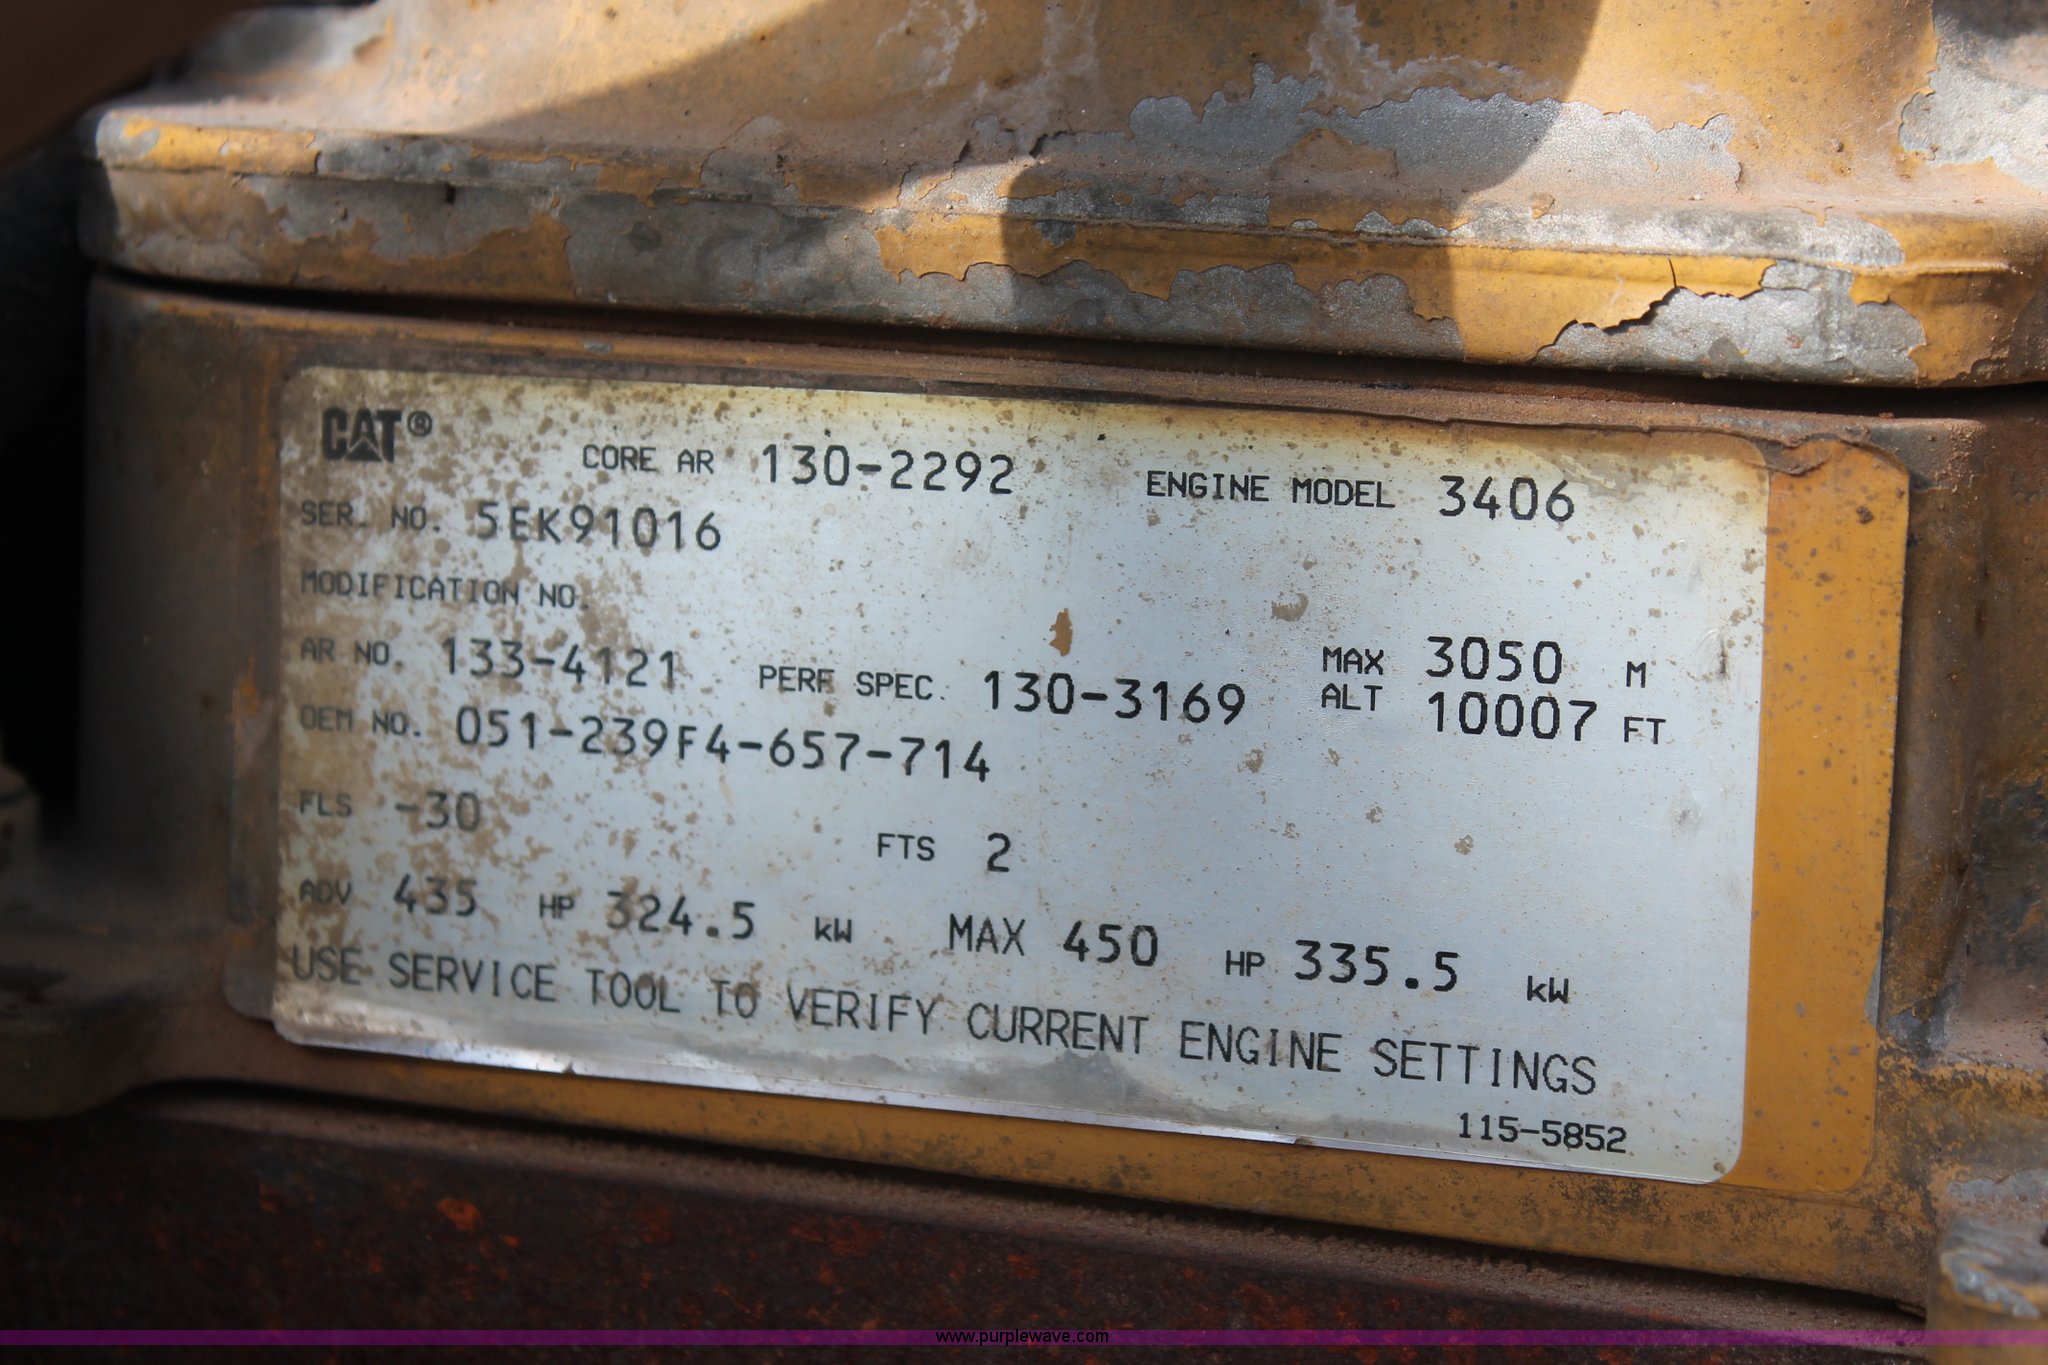 CAT®
CORE AR 130-2292 ENGINE MODEL 3406
SER. NO. 5EK91016
MODIFICATION NO.
AR NO. 133-4121 PERF SPEC. 130-3169 MAX ALT 3050 M 10007 FT
OEM NO. 051-239F4-657-714
FLS -30 FTS 2
ADV 435 HP 324.5 kW MAX 450 HP 335.5 kW
USE SERVICE TOOL TO VERIFY CURRENT ENGINE SETTINGS
115-5852
www.purplewave.com